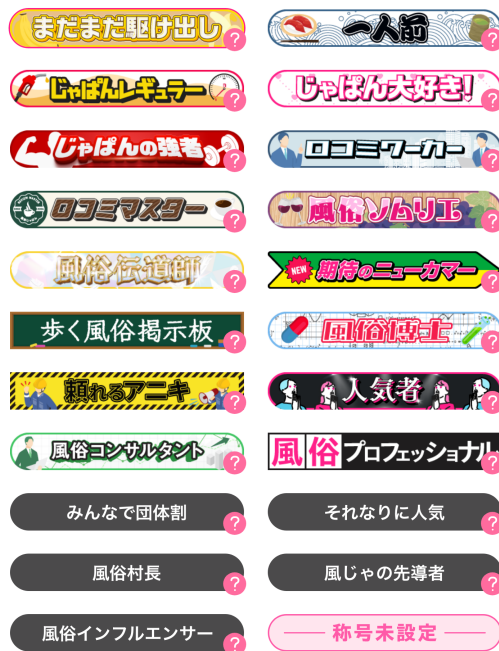 まだまだ駆け出し ?
一人前 ?
じゃぱんレギュラー ?
じゃぱん大好き! ?
じゃぱんの強者 ?
口コミワーカー ?
口コミマスター ?
風俗ソムリエ ?
風俗伝道師 ?
NEW 期待のニューカマー ?
歩く風俗掲示板 ?
風俗博士 ?
頼れるアニキ ?
人気者 ?
風俗コンサルタント ?
風俗プロフェッショナル ?
みんなで団体割 ?
それなりに人気 ?
風俗村長 ?
風じゃの先導者 ?
風俗インフルエンサー ?
称号未設定